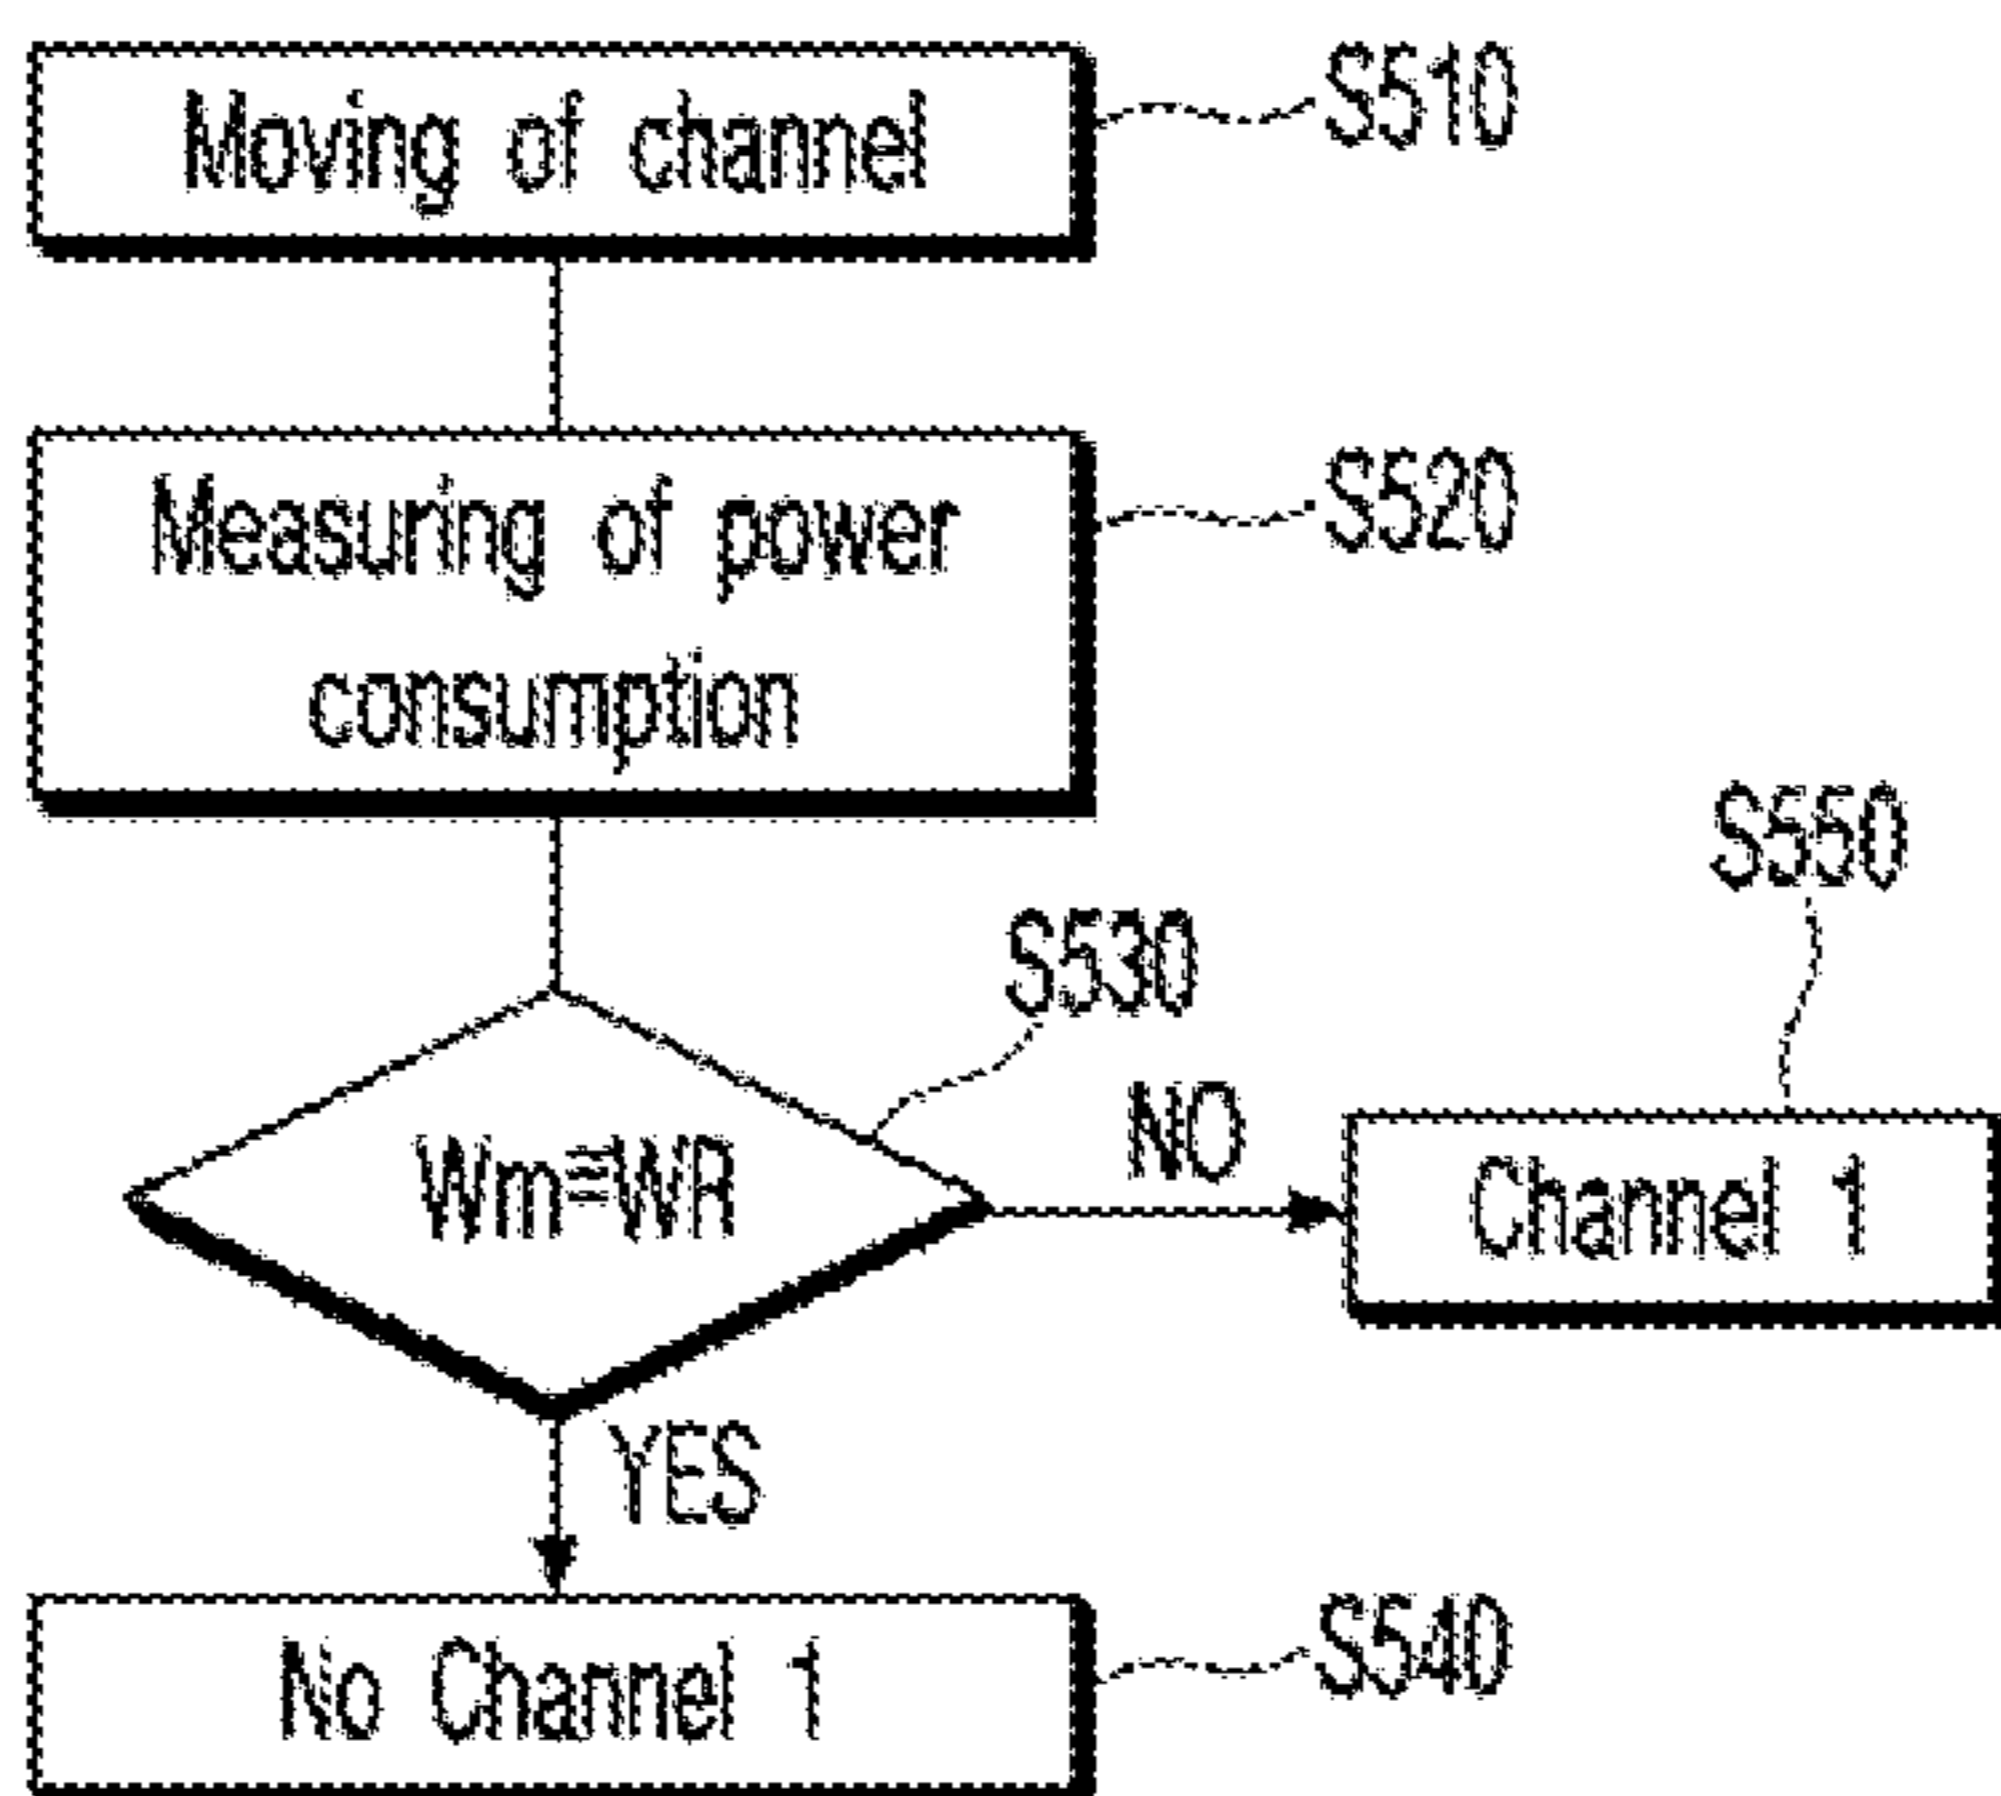 Moving of channel
S510
Measuring of power
consumption
S520
S530
Wm≡WR
NO
S550
Channel 1
YES
No Channel 1
S540